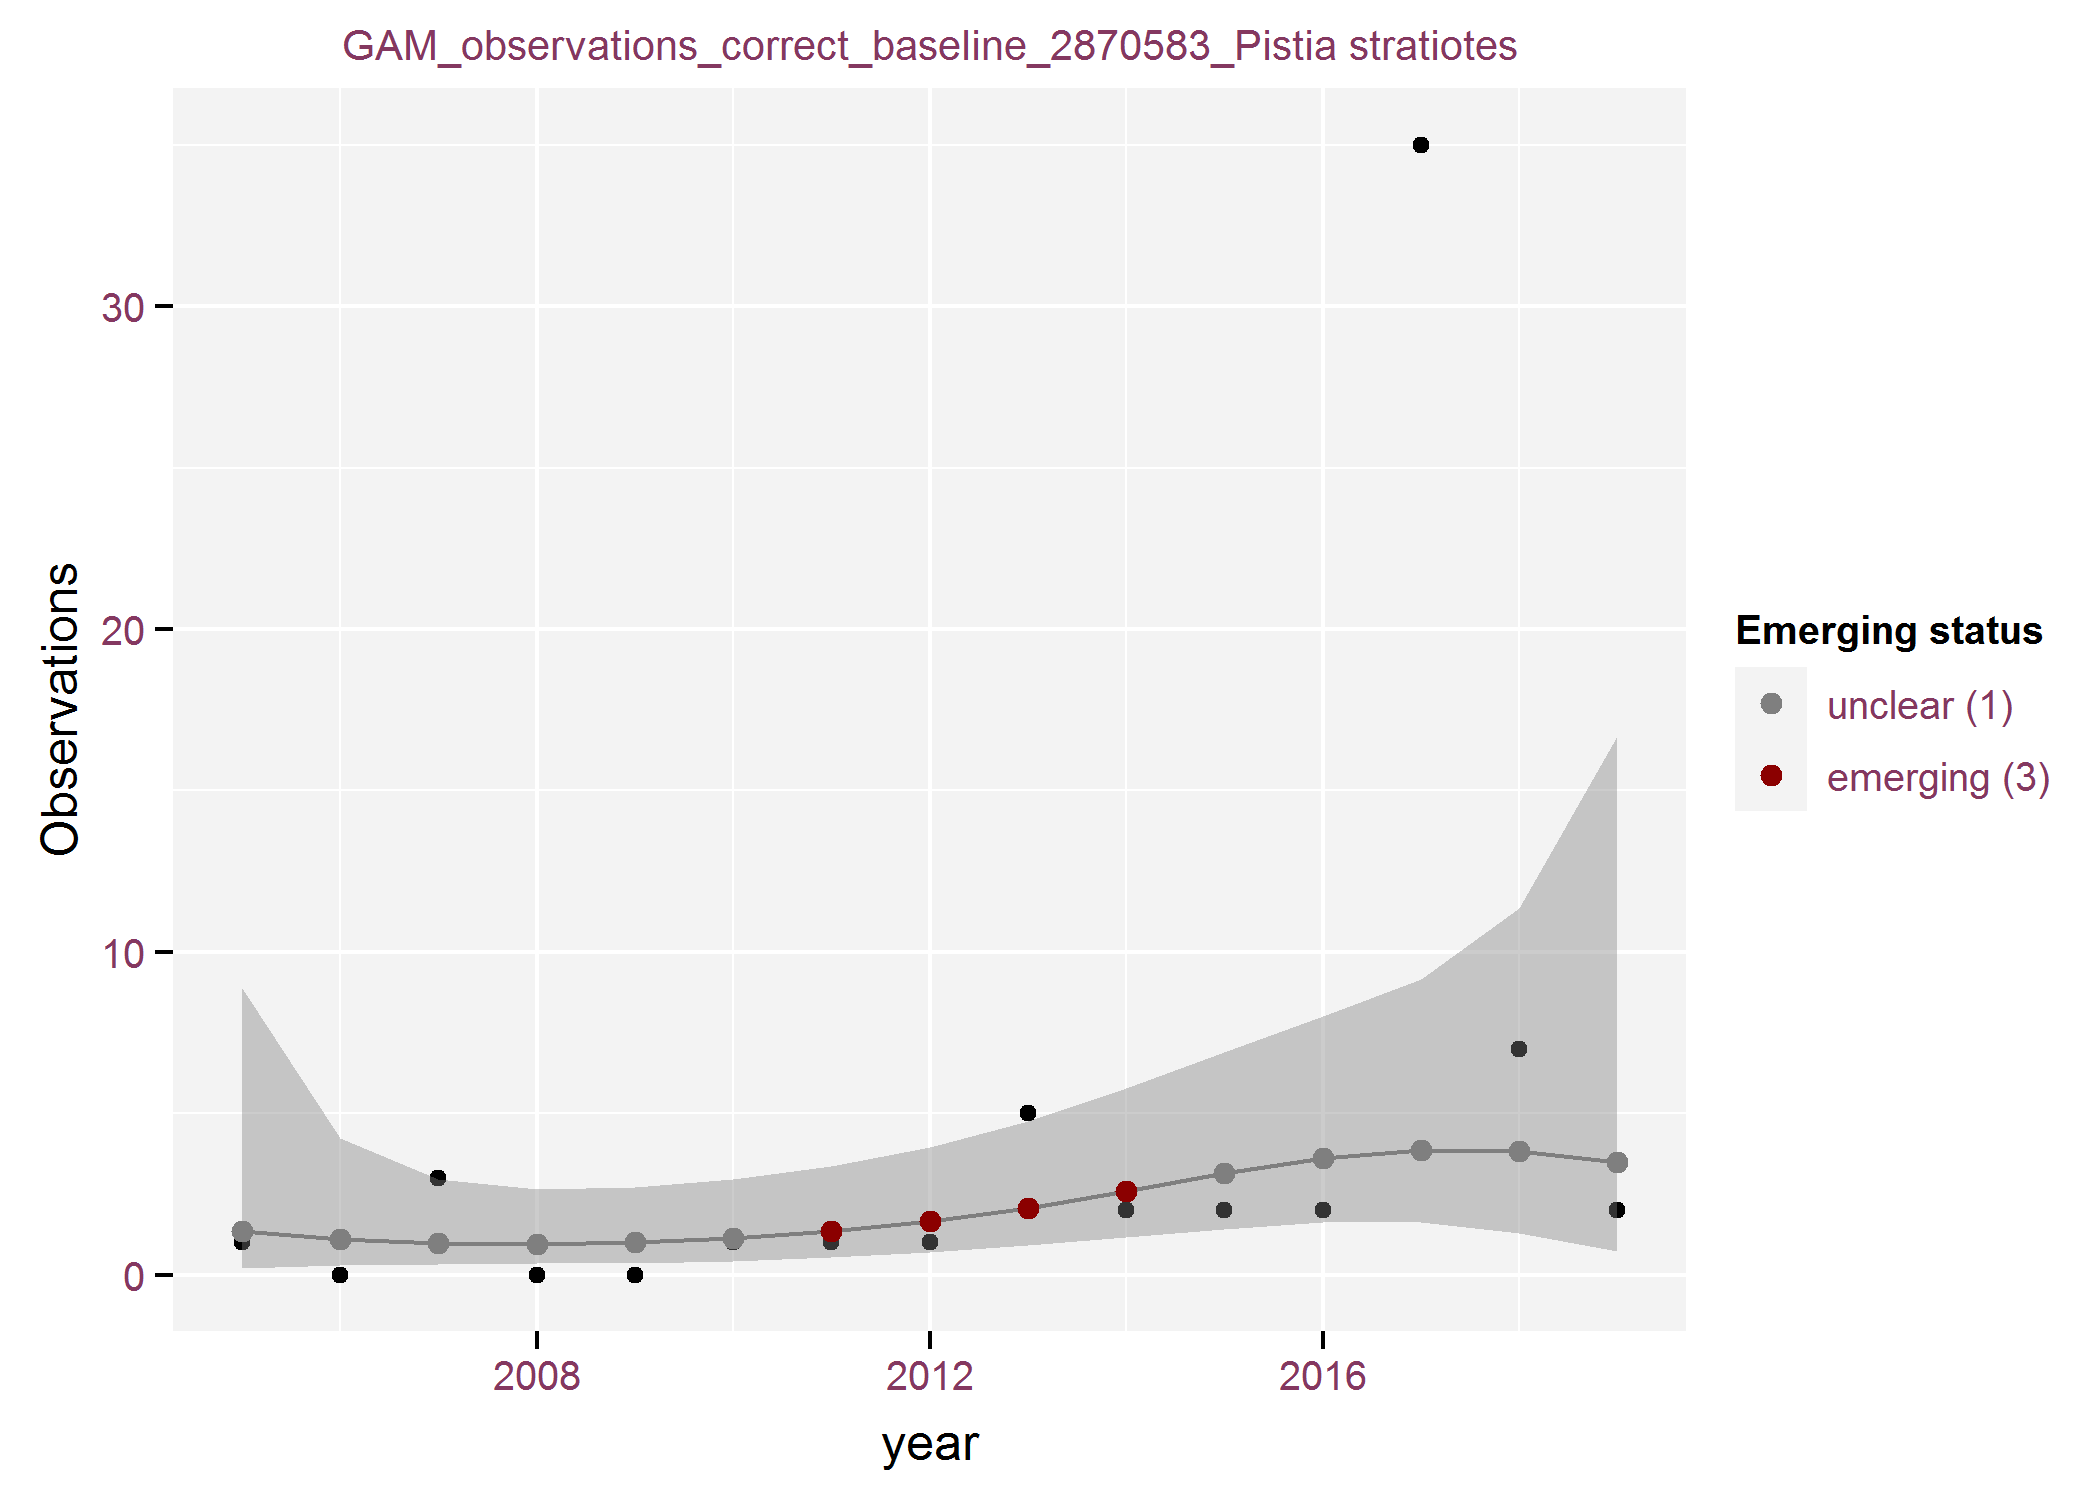 GAM_observations_correct_baseline_2870583_Pistia stratiotes
Observations
30
20
10
0
2008
2012
2016
year
Emerging status
unclear (1)
emerging (3)